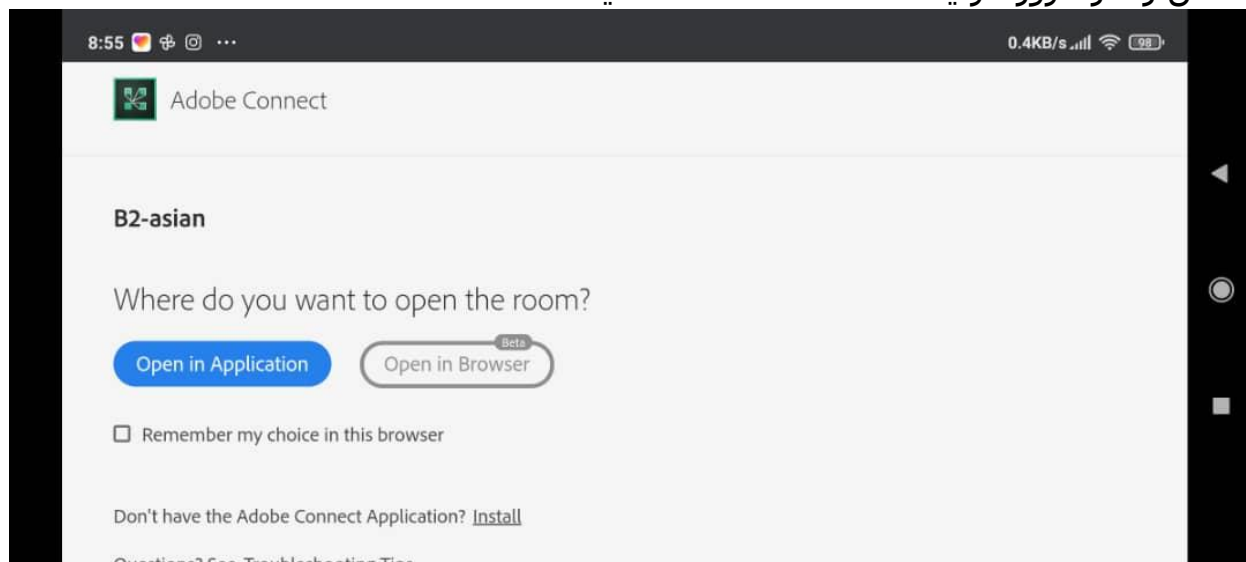 8:55
0.4KB/s
98
Adobe Connect
B2-asian
Where do you want to open the room?
Open in Application
Beta
Open in Browser
Remember my choice in this browser
Don't have the Adobe Connect Application? Install